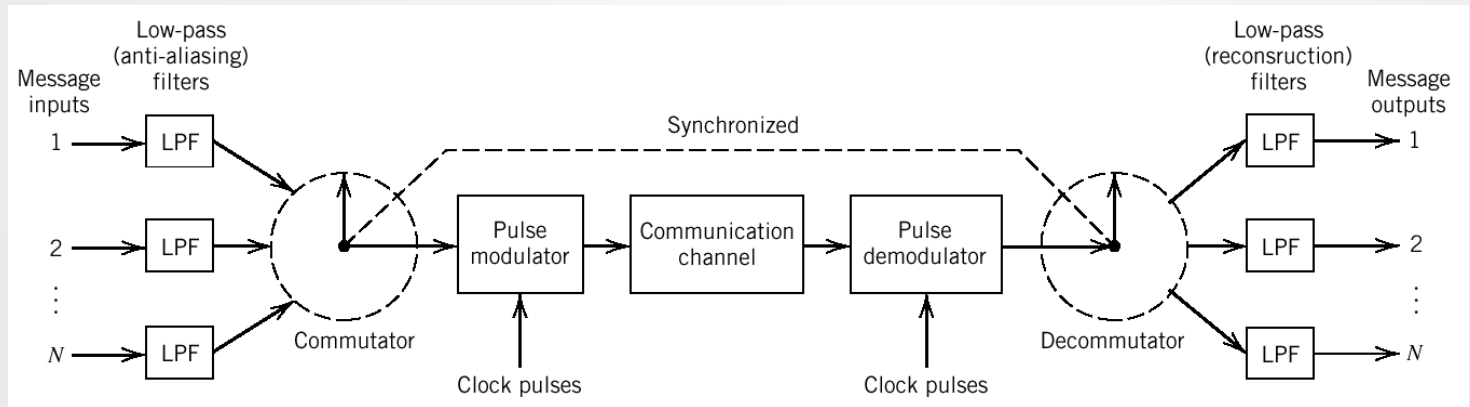 Low-pass
(anti-aliasing)
filters
Message
inputs
1
LPF
2
LPF
⋮
N
LPF
Commutator
Synchronized
Pulse
modulator
Clock pulses
Communication
channel
Pulse
demodulator
Clock pulses
Decommutator
Low-pass
(reconsruction)
filters
Message
outputs
LPF
1
LPF
2
⋮
LPF
N